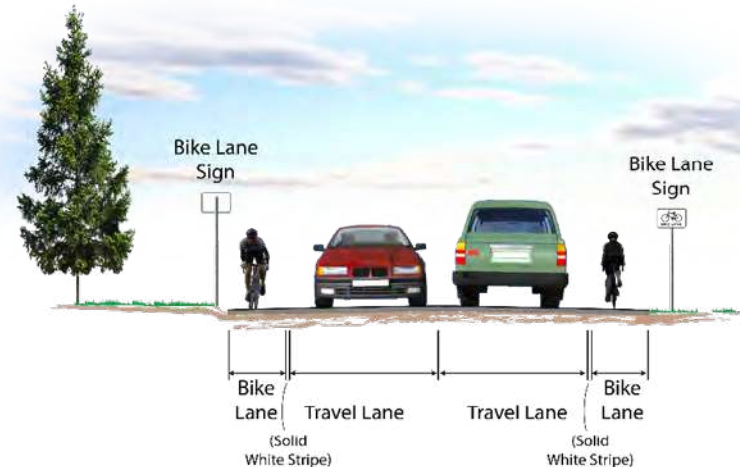 Bike Lane
Sign
Bike Lane
Sign
Bike
Lane
Travel Lane
Travel Lane
Bike
Lane
(Solid
White Stripe)
(Solid
White Stripe)